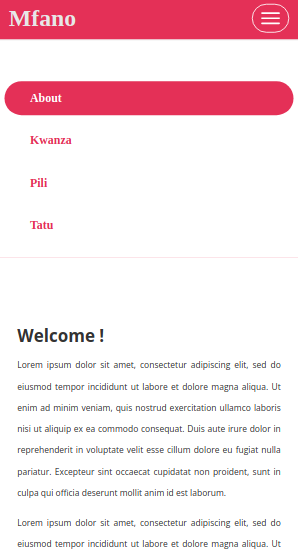 Mfano
About
Kwanza
Pili
Tatu
Welcome !
Lorem ipsum dolor sit amet, consectetur adipiscing elit, sed do
eiusmod tempor incididunt ut labore et dolore magna aliqua. Ut
enim ad minim veniam, quis nostrud exercitation ullamco laboris
nisi ut aliquip ex ea commodo consequat. Duis aute irure dolor in
reprehenderit in voluptate velit esse cillum dolore eu fugiat nulla
pariatur. Excepteur sint occaecat cupidatat non proident, sunt in
culpa qui officia deserunt mollit anim id est laborum.
Lorem ipsum dolor sit amet, consectetur adipiscing elit, sed do
eiusmod tempor incididunt ut labore et dolore magna aliqua. Ut